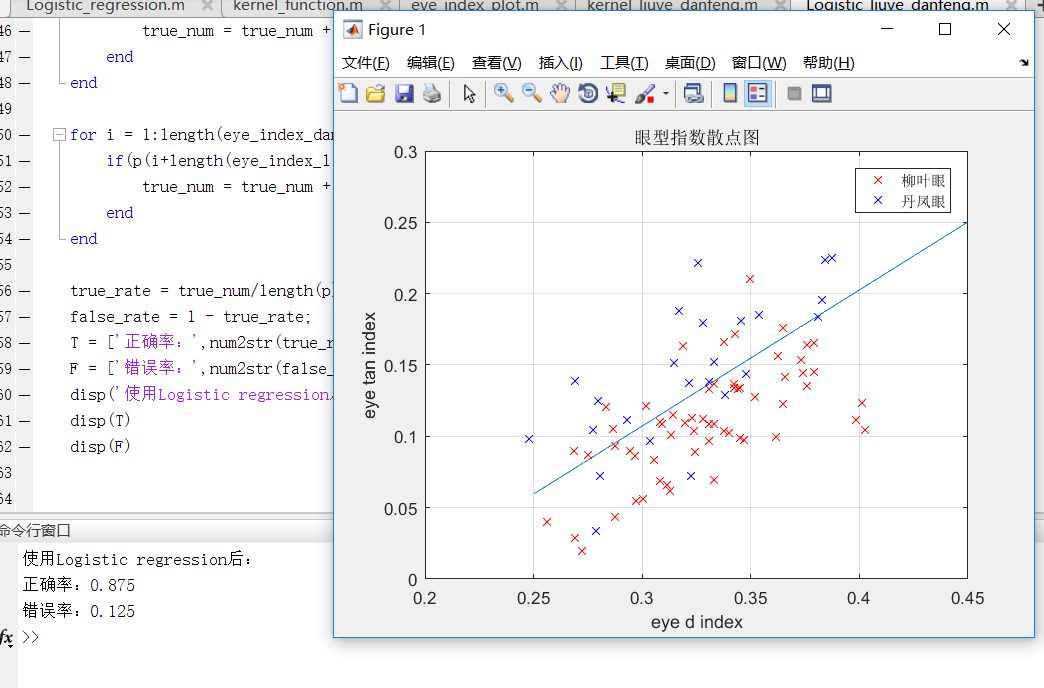 Logistic_regression.m
kernel_function.m
eye_index_plot.m
kernel_liuye_danfeng.m
Logistic_liuye_danfeng.m
46
true_num = true_num +
47
end
48
end
49
50
for i = 1:length(eye_index_dan
51
if(p(i+length(eye_index_l
52
true_num = true_num +
53
end
54
end
55
56
true_rate = true_num/length(p)
57
false_rate = 1 - true_rate;
58
T = ['正确率：',num2str(true_r
59
F = ['错误率：',num2str(false_
60
disp('使用Logistic regression
61
disp(T)
62
disp(F)
63
64
命令行窗口
使用Logistic regression后：
正确率：0.875
错误率：0.125
fx >>
Figure 1
文件(F) 编辑(E) 查看(V) 插入(I) 工具(T) 桌面(D) 窗口(W) 帮助(H)
眼型指数散点图
柳叶眼
丹凤眼
0.3
0.25
0.2
0.15
0.1
0.05
0
eye tan index
0.2 0.25 0.3 0.35 0.4 0.45
eye d index